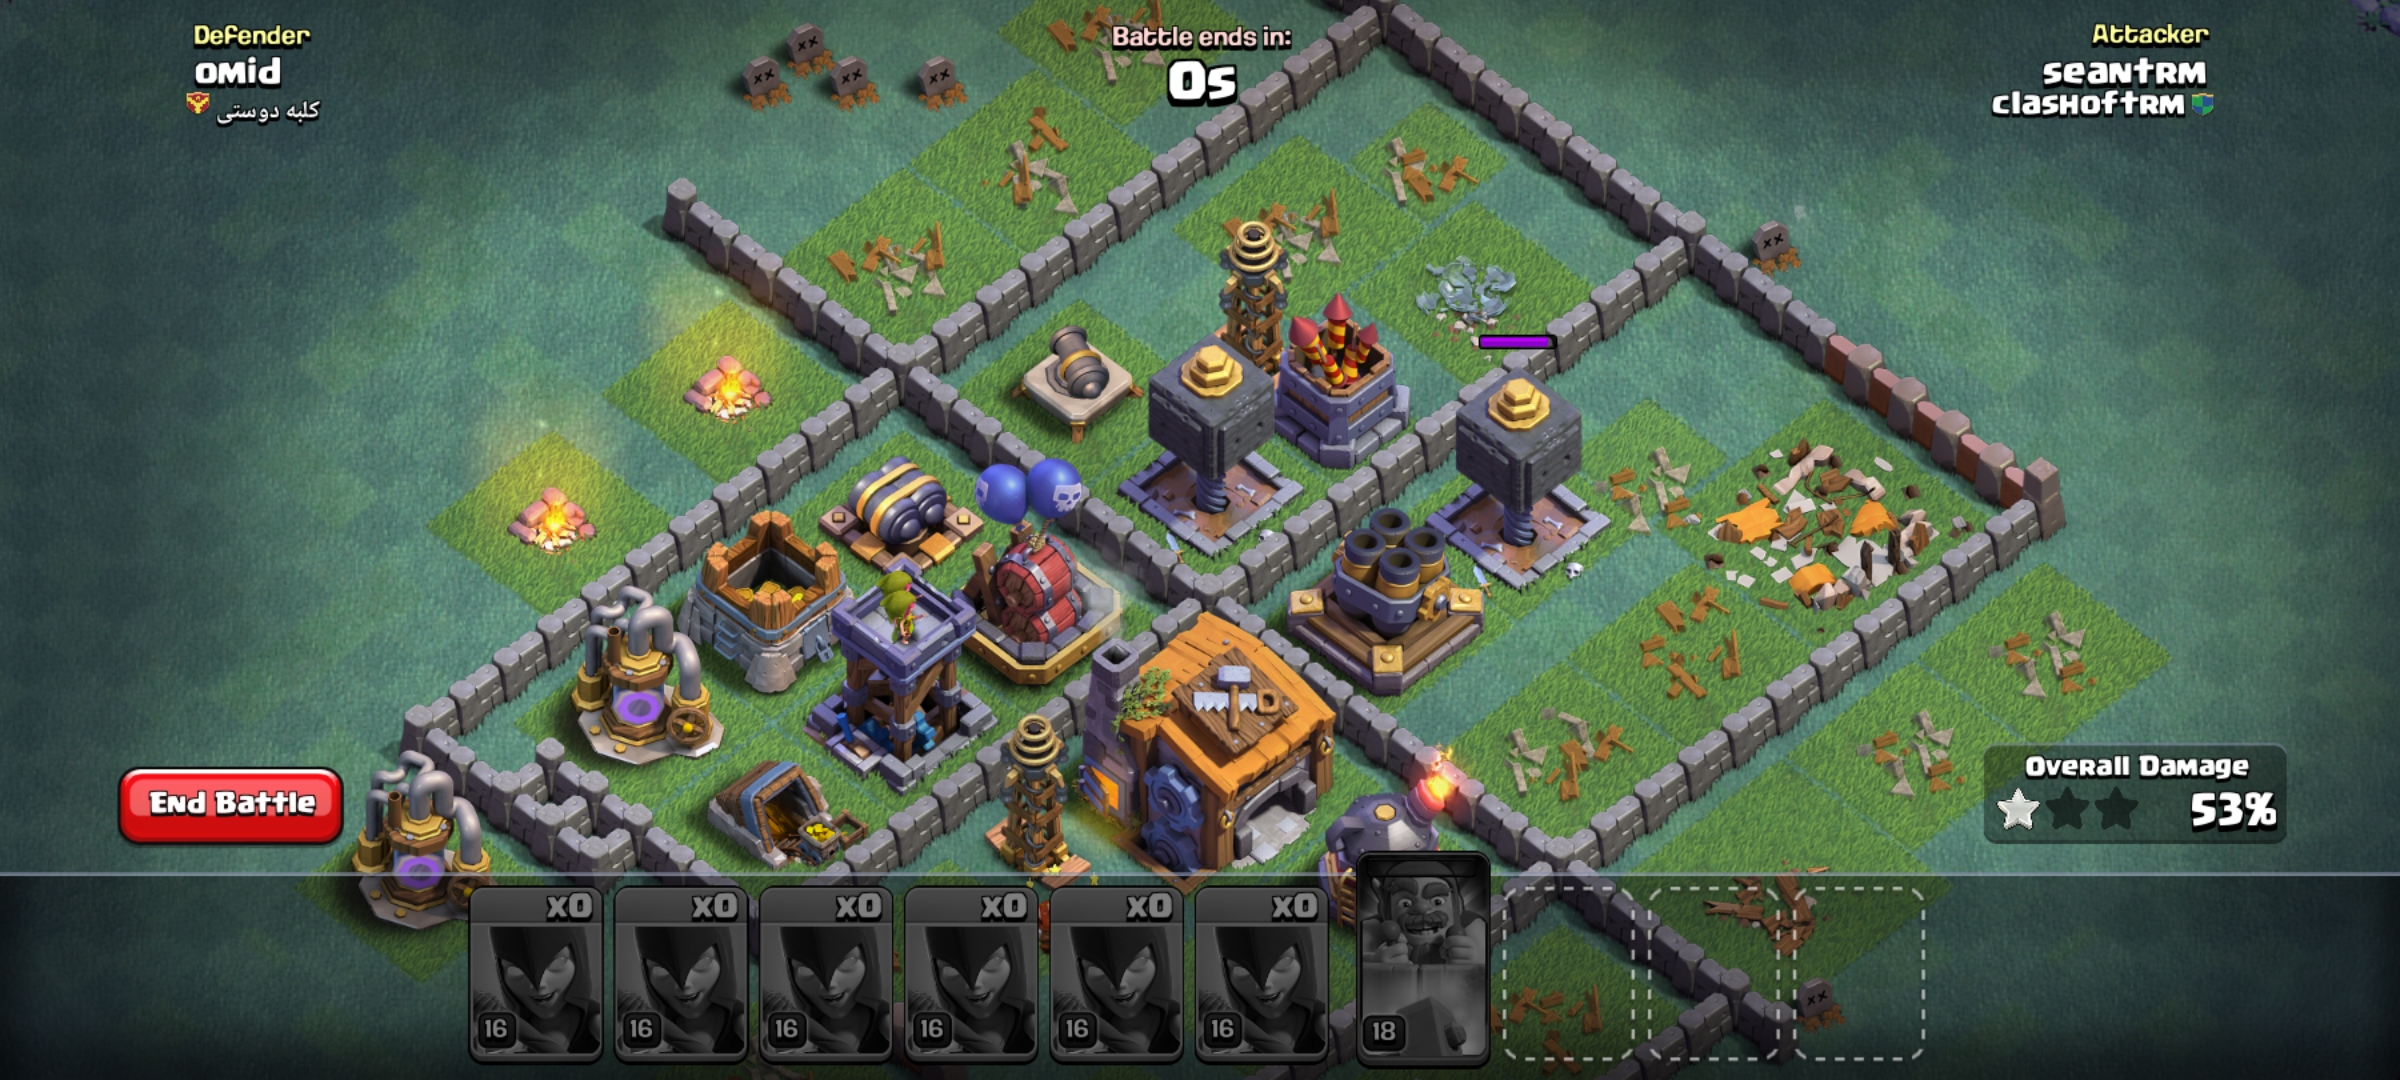 Defender
OMid
کلبه دوستی
Battle ends in:
0s
Attacker
seantRM
clashoftRM
End Battle
Overall Damage
53%
x0
x0
x0
x0
x0
x0
16
16
16
16
16
16
18